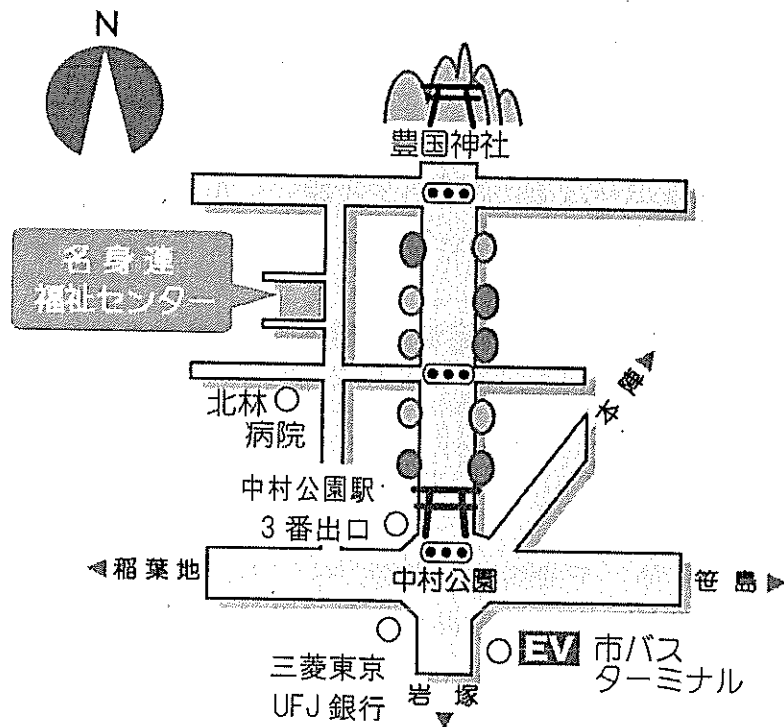 N
豊国神社
名身連
福祉センター
本陣
北林
病院
中村公園駅
3番出口
稲葉地
中村公園
笹島
三菱東京
UFJ銀行
岩塚
EV 市バス
ターミナル